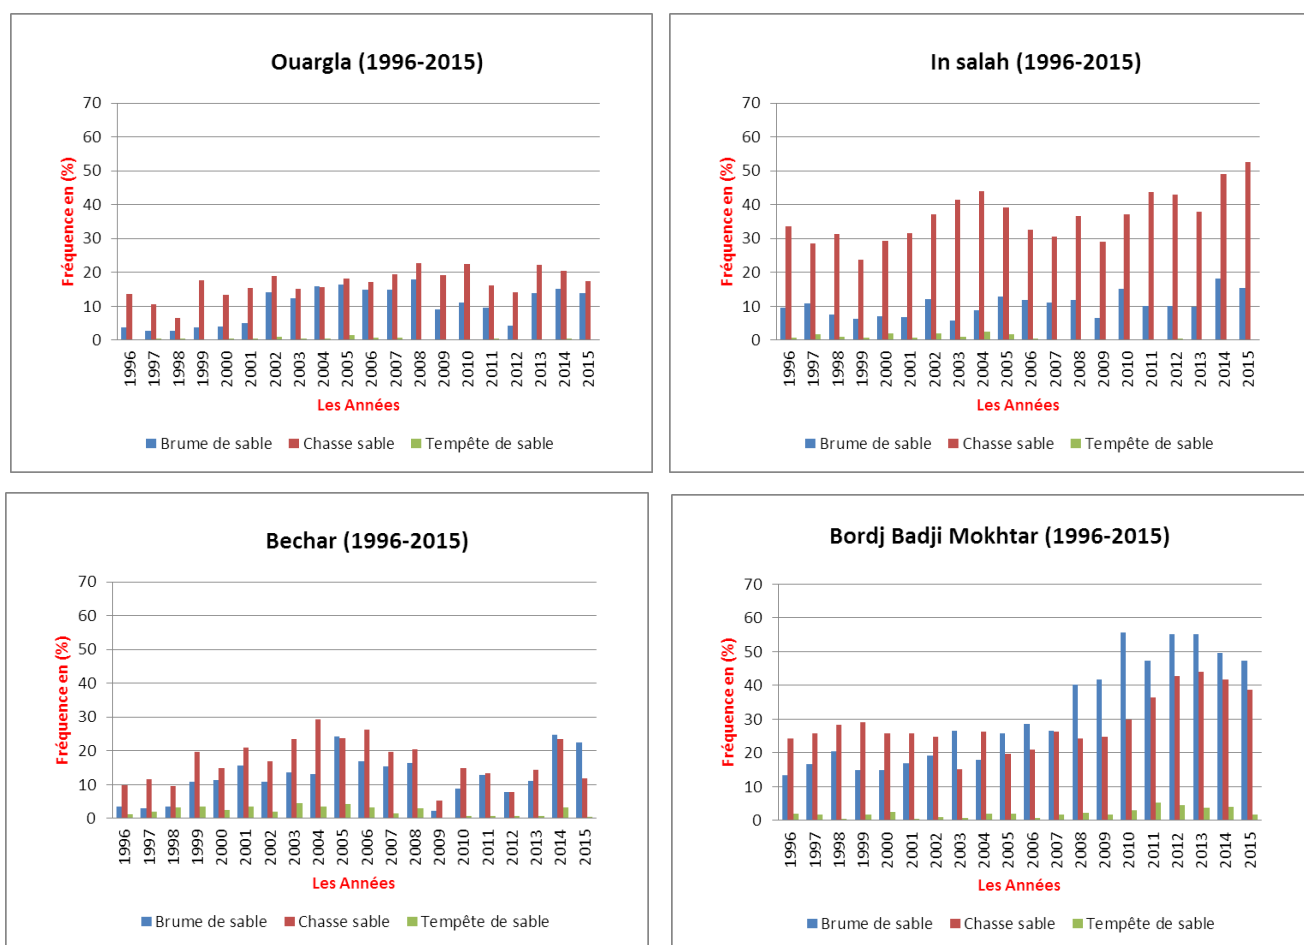 Ouargla (1996-2015)
Fréquence en (%)
70
60
50
40
30
20
10
0
1996 1997 1998 1999 2000 2001 2002 2003 2004 2005 2006 2007 2008 2009 2010 2011 2012 2013 2014 2015
Les Années
Brume de sable Chasse sable Tempête de sable
In salah (1996-2015)
Fréquence en (%)
70
60
50
40
30
20
10
0
1996 1997 1998 1999 2000 2001 2002 2003 2004 2005 2006 2007 2008 2009 2010 2011 2012 2013 2014 2015
Les Années
Brume de sable Chasse sable Tempête de sable
Bechar (1996-2015)
Fréquence en (%)
70
60
50
40
30
20
10
0
1996 1997 1998 1999 2000 2001 2002 2003 2004 2005 2006 2007 2008 2009 2010 2011 2012 2013 2014 2015
Les Années
Brume de sable Chasse sable Tempête de sable
Bordj Badji Mokhtar (1996-2015)
Fréquence en (%)
70
60
50
40
30
20
10
0
1996 1997 1998 1999 2000 2001 2002 2003 2004 2005 2006 2007 2008 2009 2010 2011 2012 2013 2014 2015
Les Années
Brume de sable Chasse sable Tempête de sable